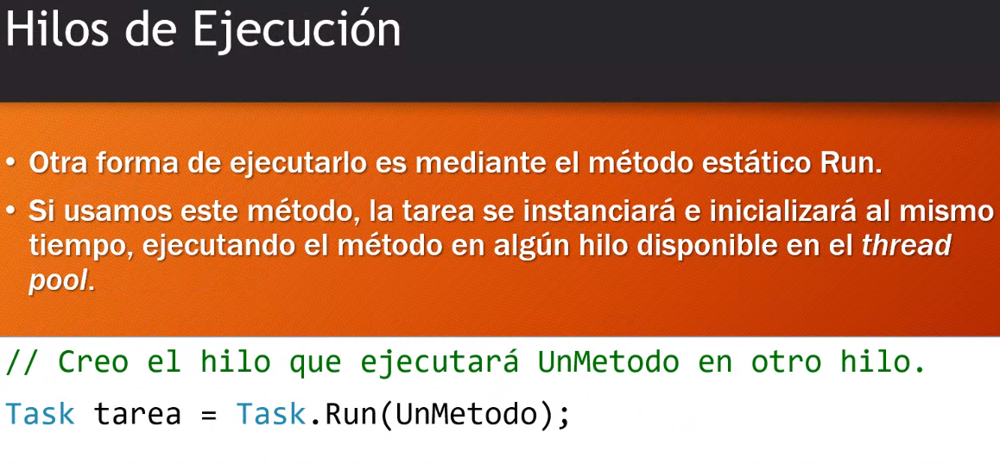 Hilos de Ejecución
• Otra forma de ejecutarlo es mediante el método estático Run.
• Si usamos este método, la tarea se instanciará e inicializará al mismo
tiempo, ejecutando el método en algún hilo disponible en el thread
pool.
// Creo el hilo que ejecutará UnMetodo en otro hilo.
Task tarea = Task.Run(UnMetodo);